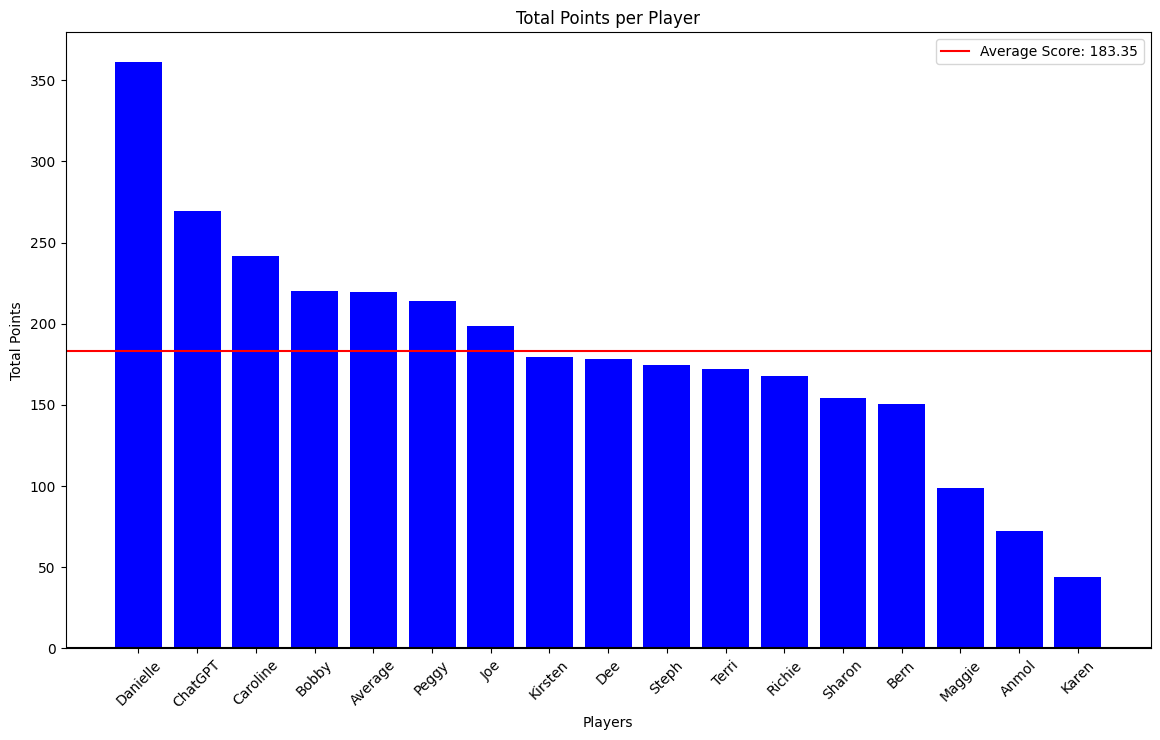 Total Points per Player
Average Score: 183.35
Total Points
350
300
250
200
150
100
50
0
Danielle
ChatGPT
Caroline
Bobby
Average
Peggy
Joe
Kirsten
Dee
Steph
Terri
Richie
Sharon
Bern
Maggie
Anmol
Karen
Players